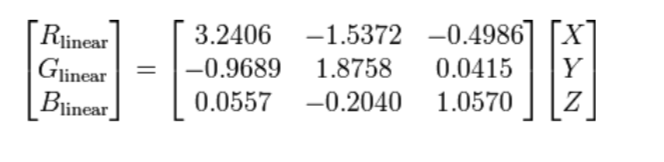 R_linear 3.2406 −1.5372 −0.4986 X
G_linear = −0.9689 1.8758 0.0415 Y
B_linear 0.0557 −0.2040 1.0570 Z